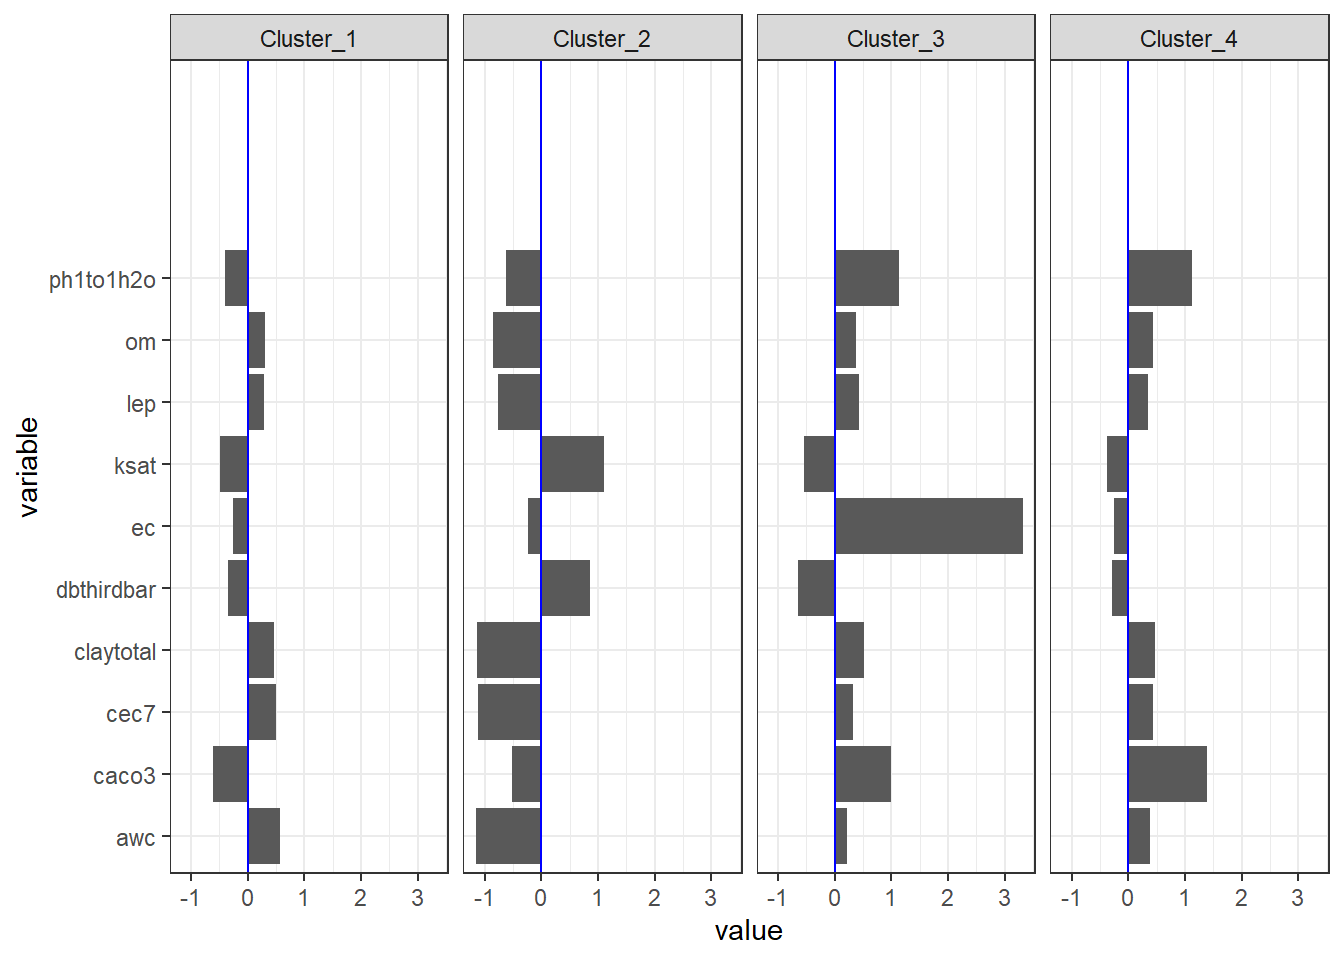 Cluster_1 Cluster_2 Cluster_3 Cluster_4
variable
ph1to1h2o
om
lep
ksat
ec
dbthirdbar
claytotal
cec7
caco3
awc
-1 0 1 2 3 -1 0 1 2 3 -1 0 1 2 3 -1 0 1 2 3
value